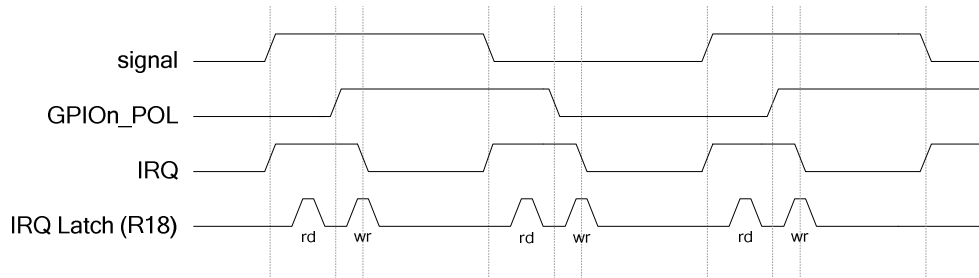 signal
GPIOn_POL
IRQ
IRQ Latch (R18)
rd wr rd wr rd wr